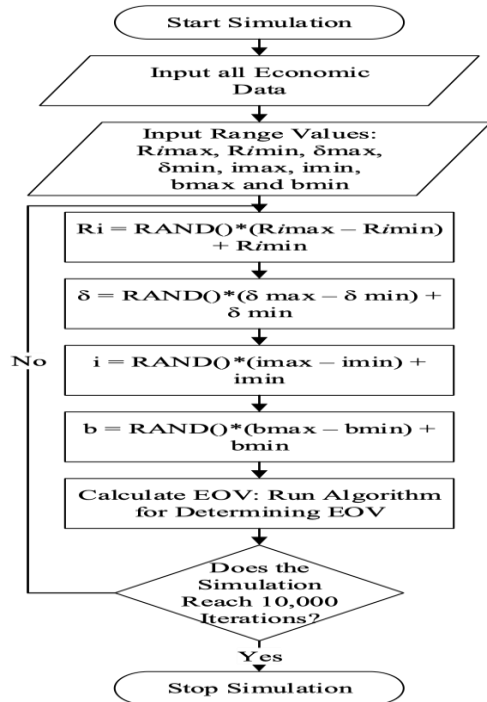 Start Simulation
Input all Economic
Data
Input Range Values:
Rimax, Rimin, δmax,
δmin, imax, imin,
bmax and bmin
Ri = RAND()*(Rimax – Rimin)
+ Rimin
δ = RAND()*(δ max – δ min) +
δ min
No
i = RAND()*(imax – imin) +
imin
b = RAND()*(bmax – bmin) +
bmin
Calculate EOV: Run Algorithm
for Determining EOV
Does the
Simulation
Reach 10,000
Iterations?
Yes
Stop Simulation